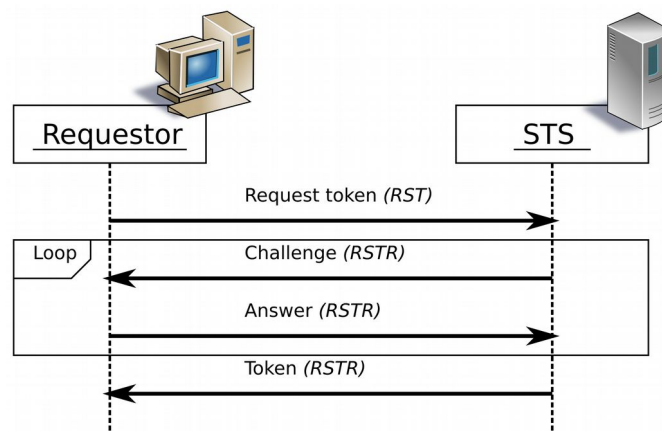 Requestor
STS
Request token (RST)
Loop
Challenge (RSTR)
Answer (RSTR)
Token (RSTR)